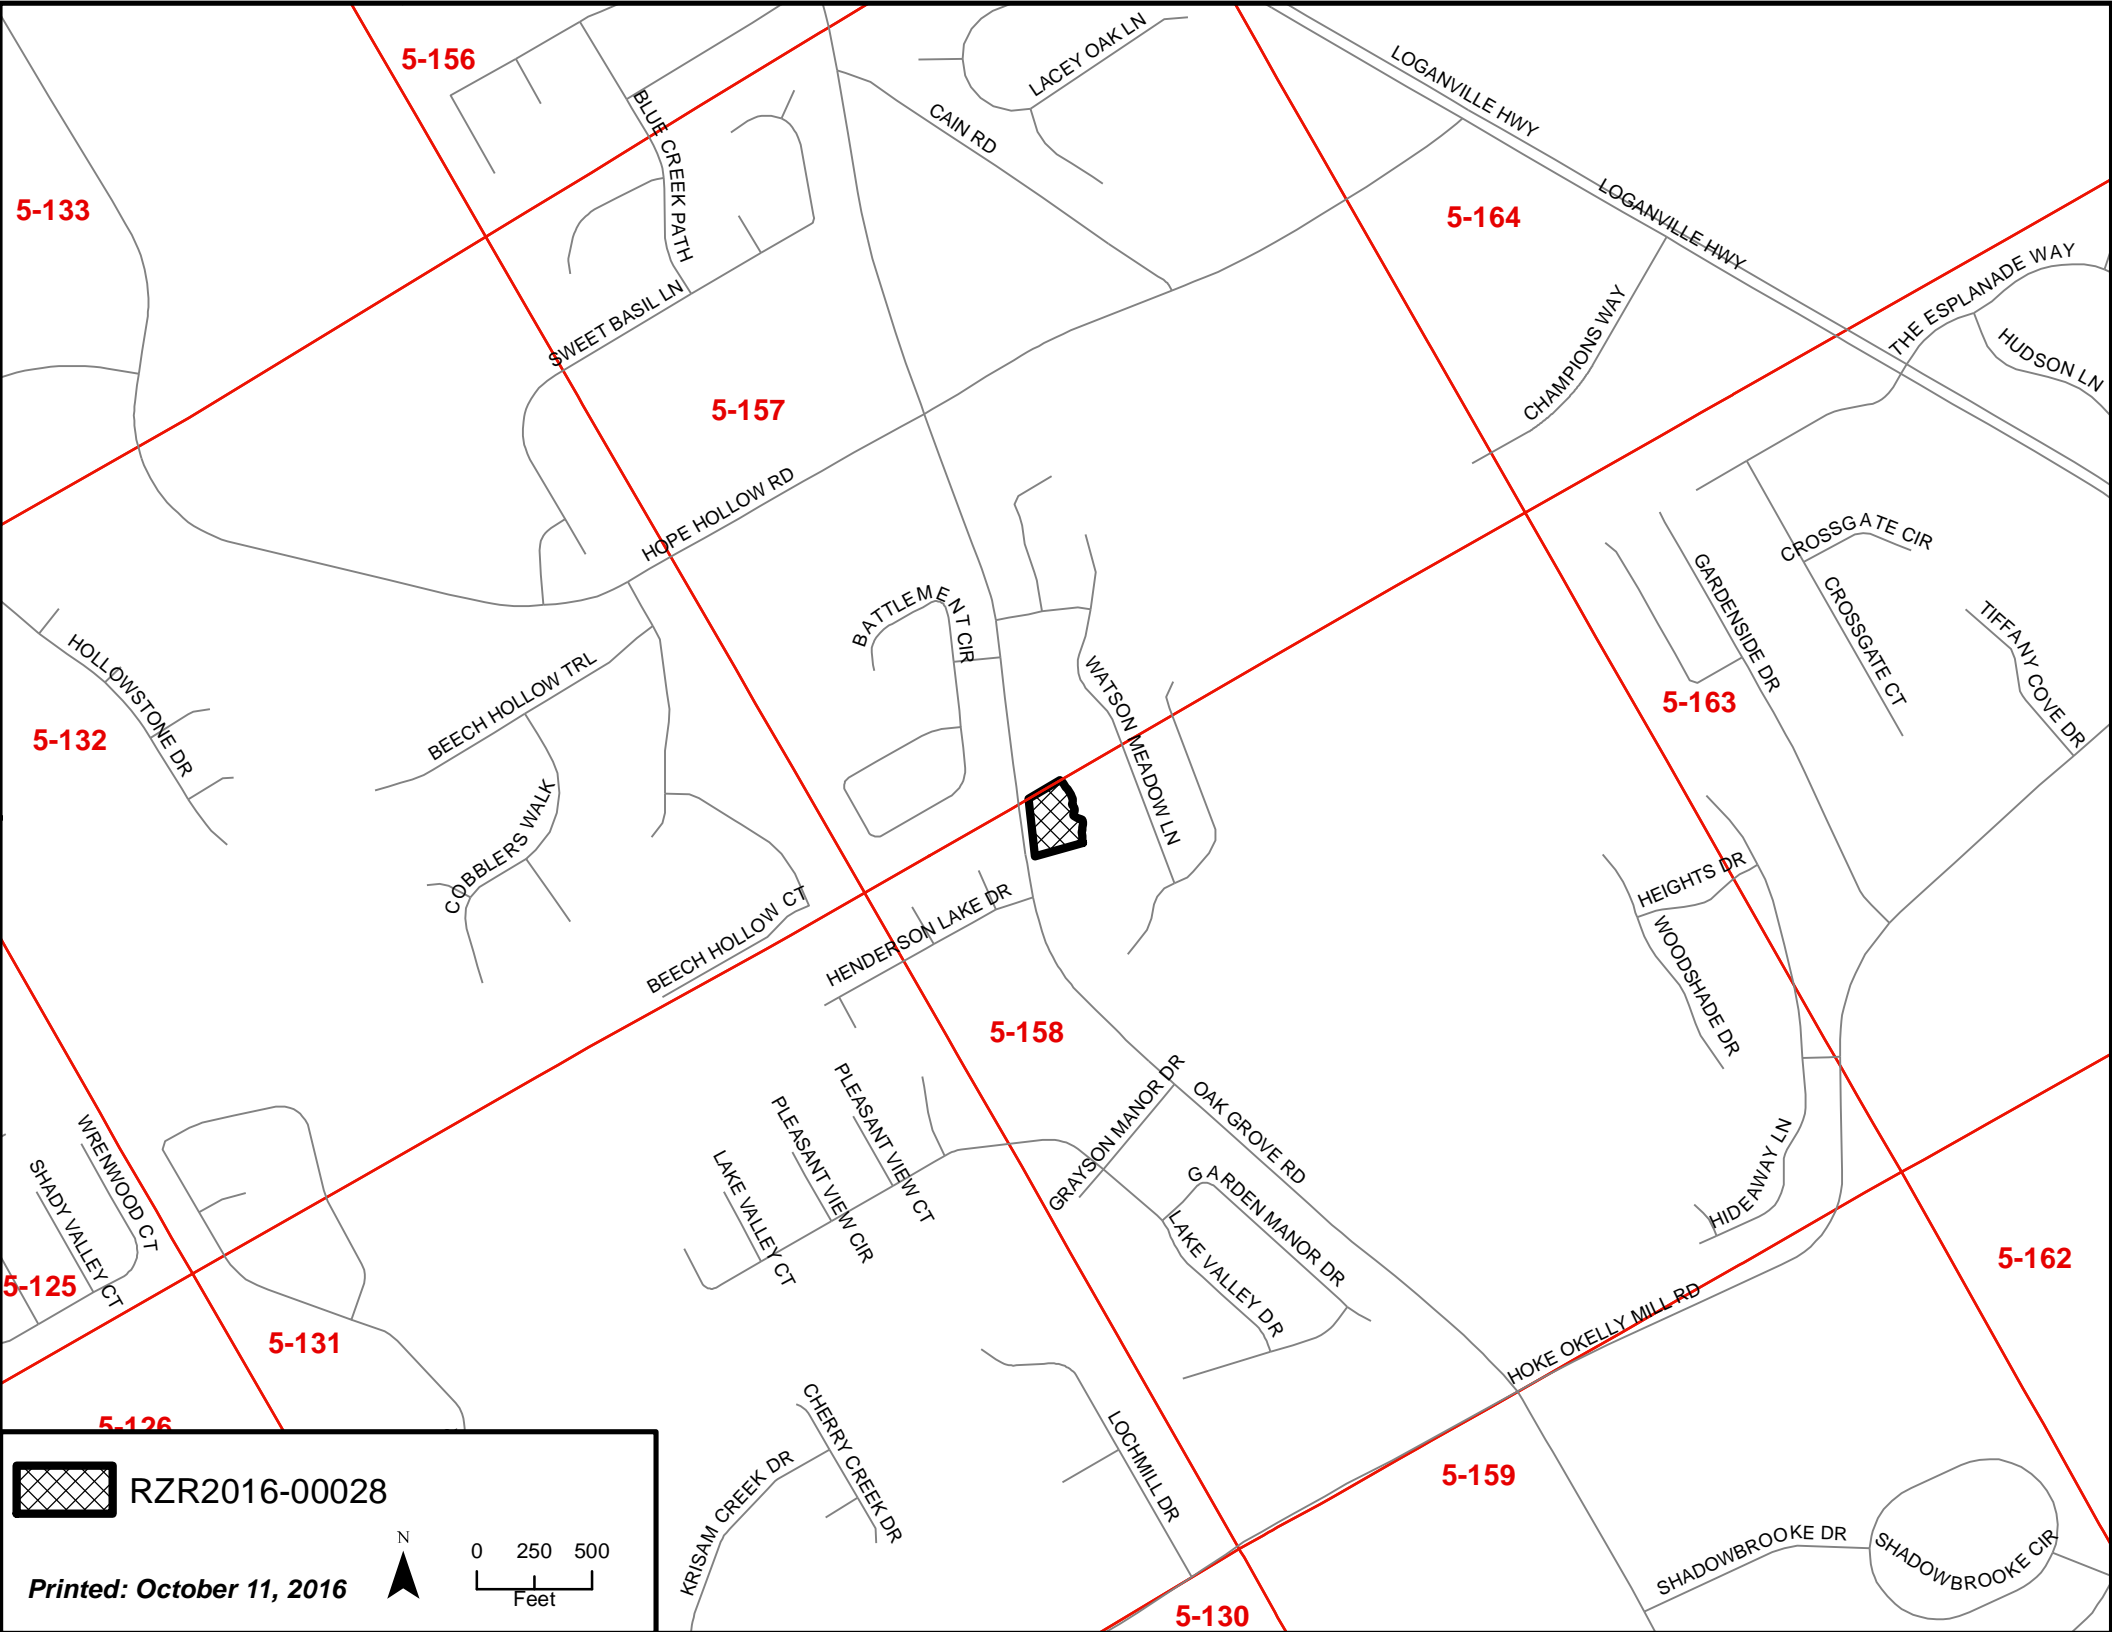 5-156
LACEY OAK LN
LOGANVILLE HWY
BLUE CREEK PATH
CAIN RD
5-133
5-164
LOGANVILLE HWY
THE ESPLANADE WAY
SWEET BASIL LN
CHAMPIONS WAY
HUDSON LN
5-157
HOPE HOLLOW RD
CROSSGATE CIR
BATTLEMENT CIR
GARDENSIDE DR
CROSSGATE CT
TIFFANY COVE DR
HOLLOWSTONE DR
BEECH HOLLOW TRL
WATSON MEADOW LN
5-163
5-132
COBBLERS WALK
HEIGHTS DR
BEECH HOLLOW CT
HENDERSON LAKE DR
WOODSHADE DR
5-158
PLEASANT VIEW CT
GRAYSON MANOR DR
OAK GROVE RD
PLEASANT VIEW CIR
LAKE VALLEY CT
WRENWOOD CT
SHADY VALLEY CT
GARDEN MANOR DR
LAKE VALLEY DR
HIDEAWAY LN
5-162
5-125
HOKE OKELLY MILL RD
5-131
CHERRY CREEK DR
LOCHMILL DR
5-126
KRISAM CREEK DR
5-159
SHADOWBROOKE DR
SHADOWBROOKE CIR
5-130
RZR2016-00028
N
0 250 500
Feet
Printed: October 11, 2016